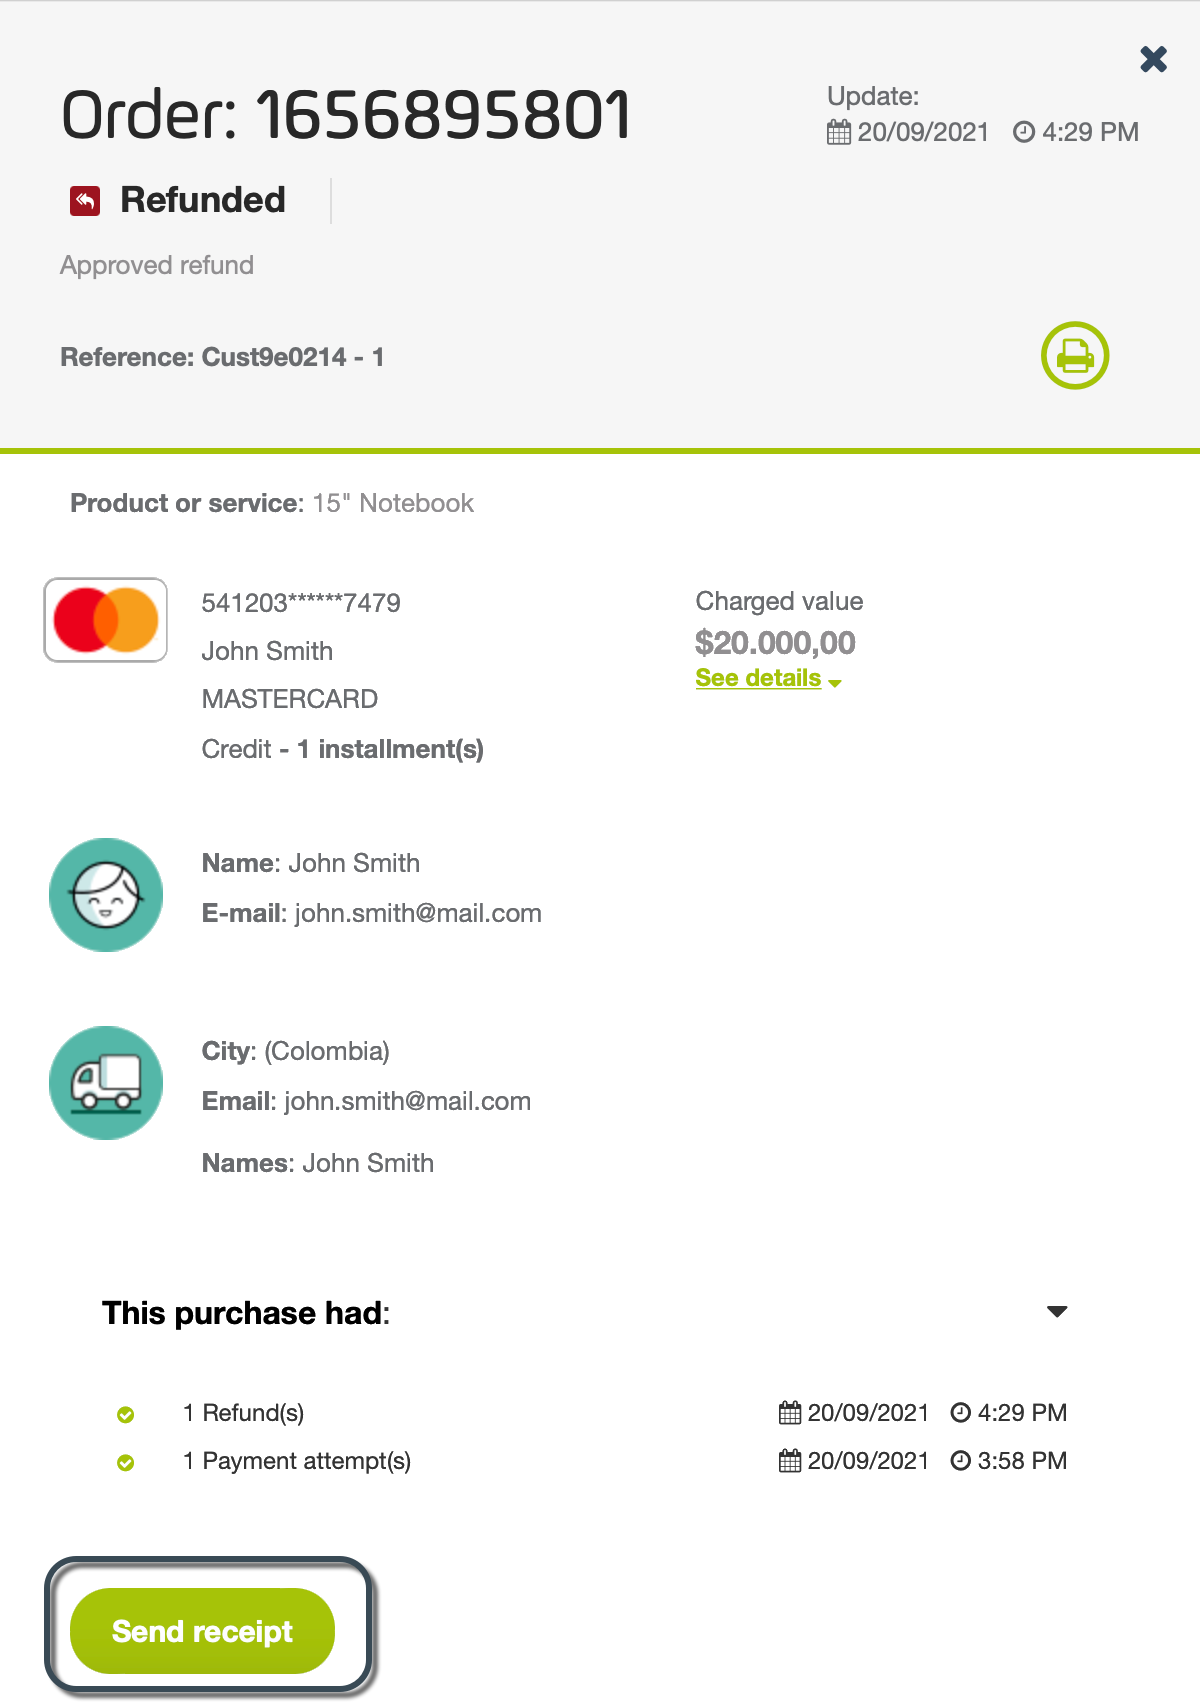 Order: 1656895801
Update:
20/09/2021 4:29 PM
Refunded
Approved refund
Reference: Cust9e0214 - 1
Product or service: 15" Notebook
541203******7479
John Smith
MASTERCARD
Credit - 1 installment(s)
Charged value
$20.000,00
See details
Name: John Smith
E-mail: john.smith@mail.com
City: (Colombia)
Email: john.smith@mail.com
Names: John Smith
This purchase had:
1 Refund(s) 20/09/2021 4:29 PM
1 Payment attempt(s) 20/09/2021 3:58 PM
Send receipt